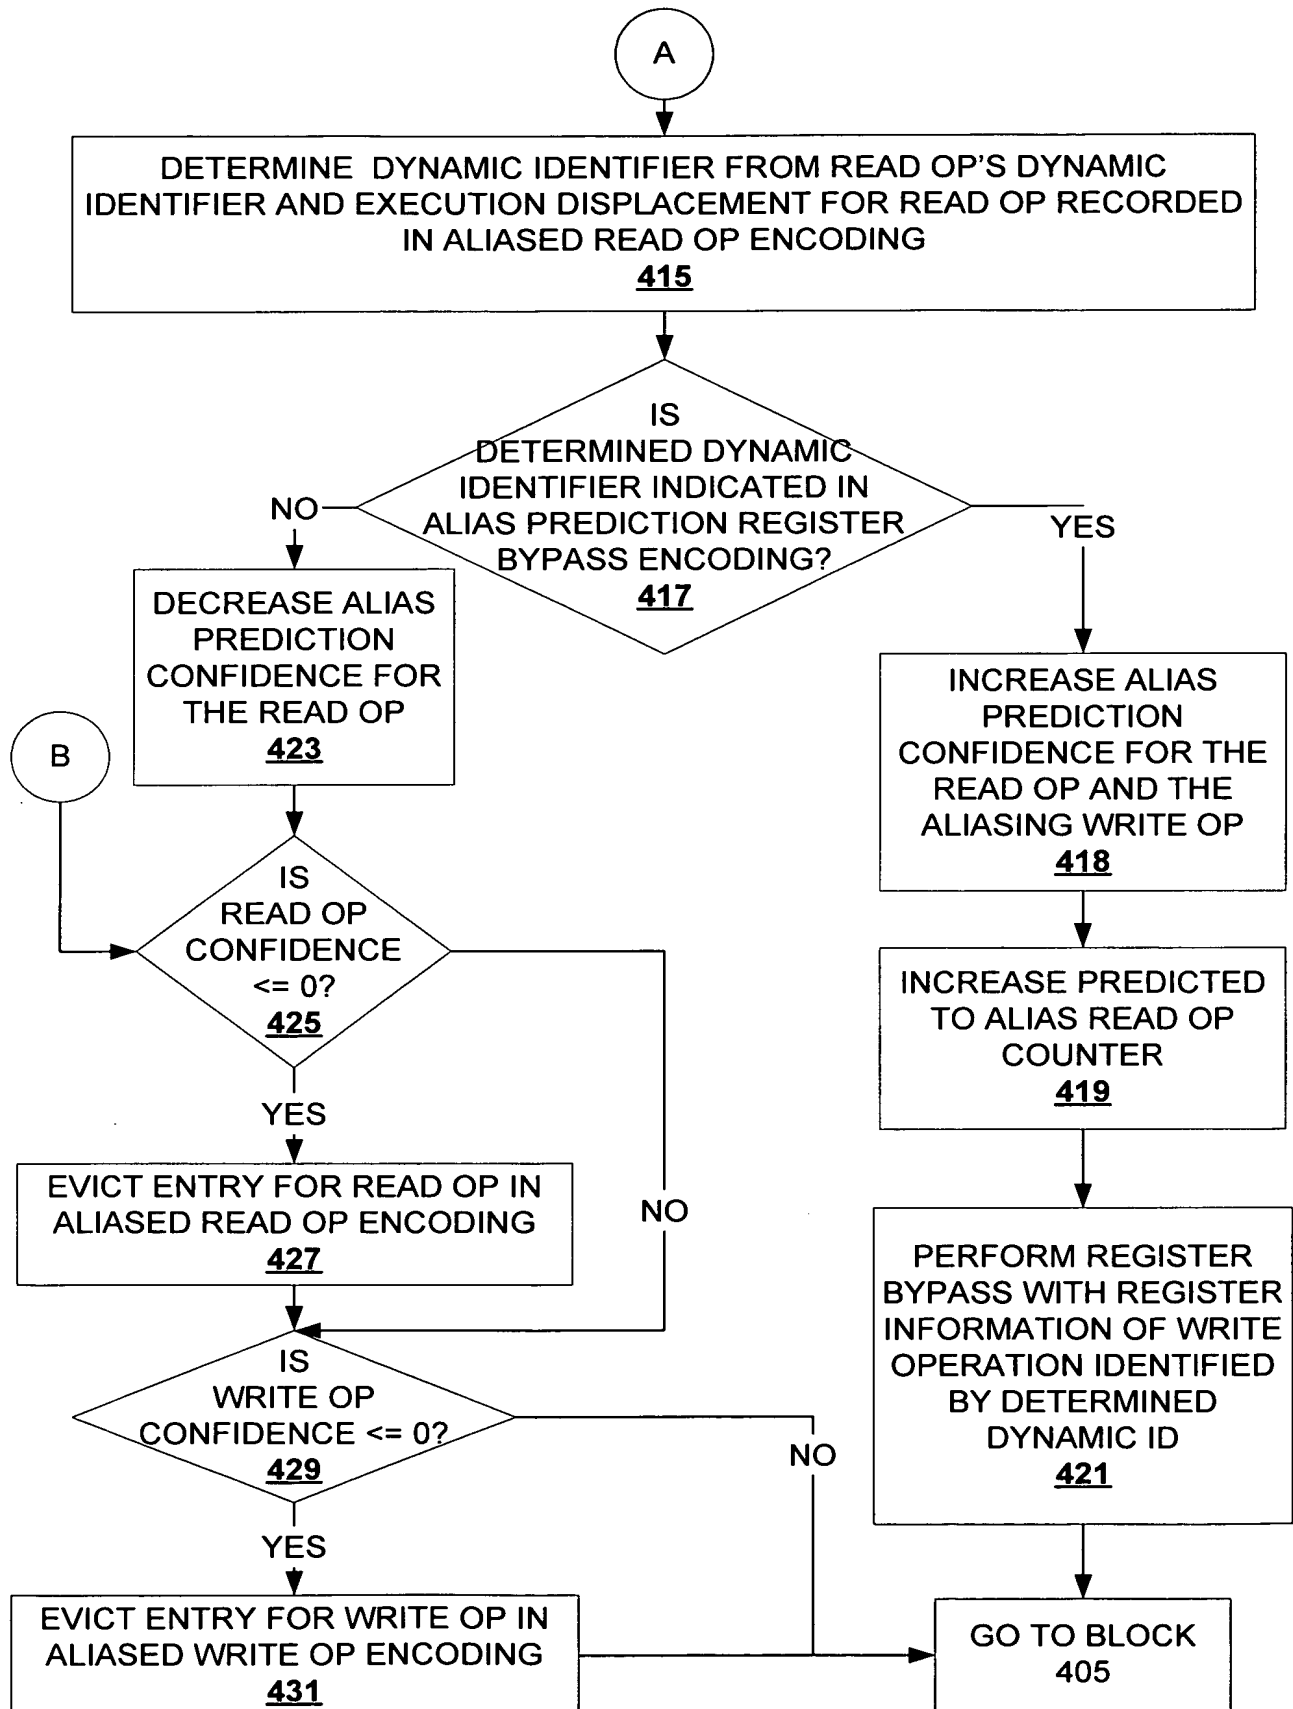 A
DETERMINE DYNAMIC IDENTIFIER FROM READ OP'S DYNAMIC
IDENTIFIER AND EXECUTION DISPLACEMENT FOR READ OP RECORDED
IN ALIASED READ OP ENCODING
415
IS
DETERMINED DYNAMIC
IDENTIFIER INDICATED IN
ALIAS PREDICTION REGISTER
BYPASS ENCODING?
417
NO
YES
DECREASE ALIAS
PREDICTION
CONFIDENCE FOR
THE READ OP
423
INCREASE ALIAS
PREDICTION
CONFIDENCE FOR THE
READ OP AND THE
ALIASING WRITE OP
418
B
IS
READ OP
CONFIDENCE
<= 0?
425
INCREASE PREDICTED
TO ALIAS READ OP
COUNTER
419
YES
NO
EVICT ENTRY FOR READ OP IN
ALIASED READ OP ENCODING
427
PERFORM REGISTER
BYPASS WITH REGISTER
INFORMATION OF WRITE
OPERATION IDENTIFIED
BY DETERMINED
DYNAMIC ID
421
IS
WRITE OP
CONFIDENCE <= 0?
429
NO
YES
EVICT ENTRY FOR WRITE OP IN
ALIASED WRITE OP ENCODING
431
GO TO BLOCK
405